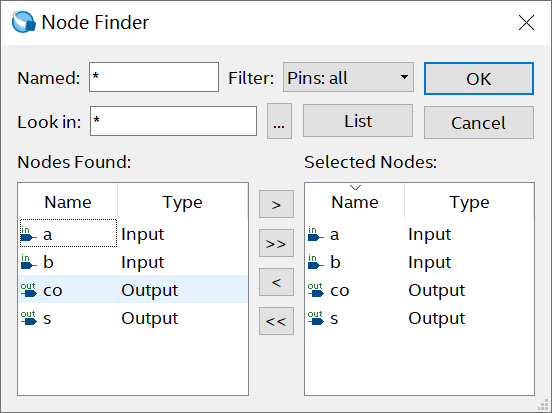 Node Finder
Named: * Filter: Pins: all OK
Look in: * ... List Cancel
Nodes Found: Selected Nodes:
Name Type > Name Type
in a Input in a Input
in b Input >> in b Input
out co Output < out co Output
out s Output << out s Output